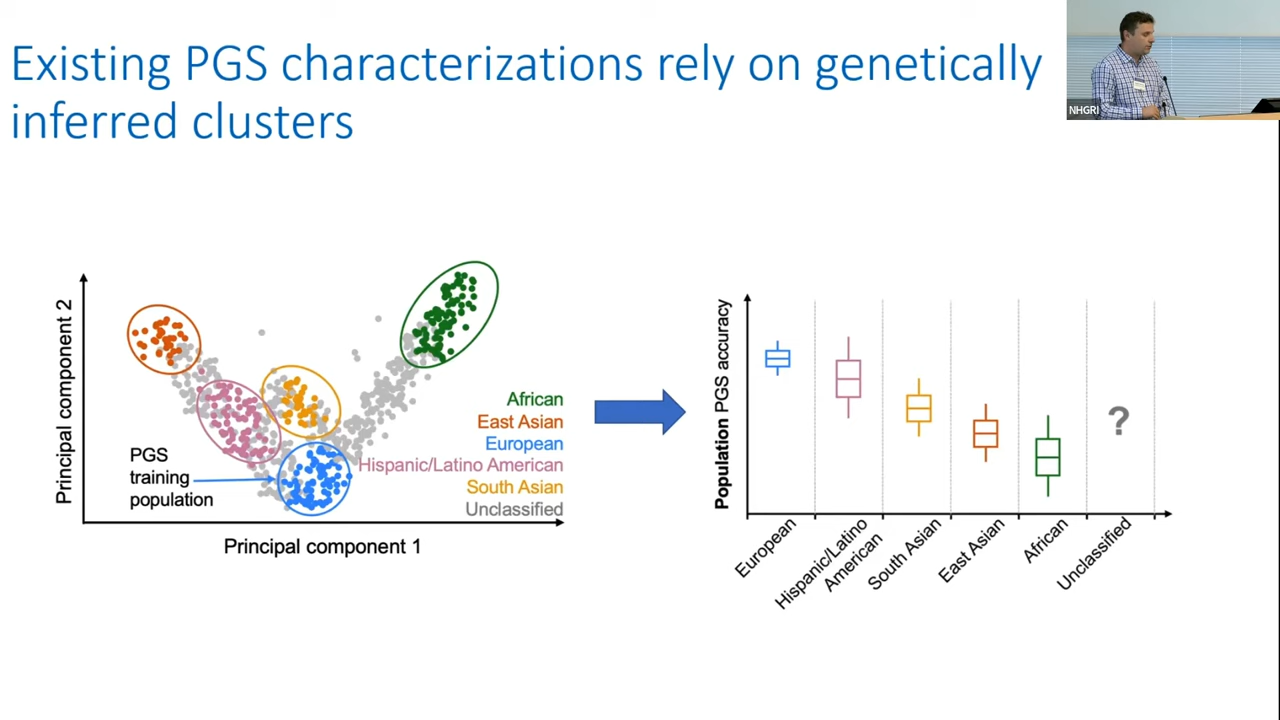 Existing PGS characterizations rely on genetically
inferred clusters
NHGRI
Principal component 2
PGS
training
population
African
East Asian
European
Hispanic/Latino American
South Asian
Unclassified
Principal component 1
Population PGS accuracy
?
European
Hispanic/Latino
American
South Asian
East Asian
African
Unclassified